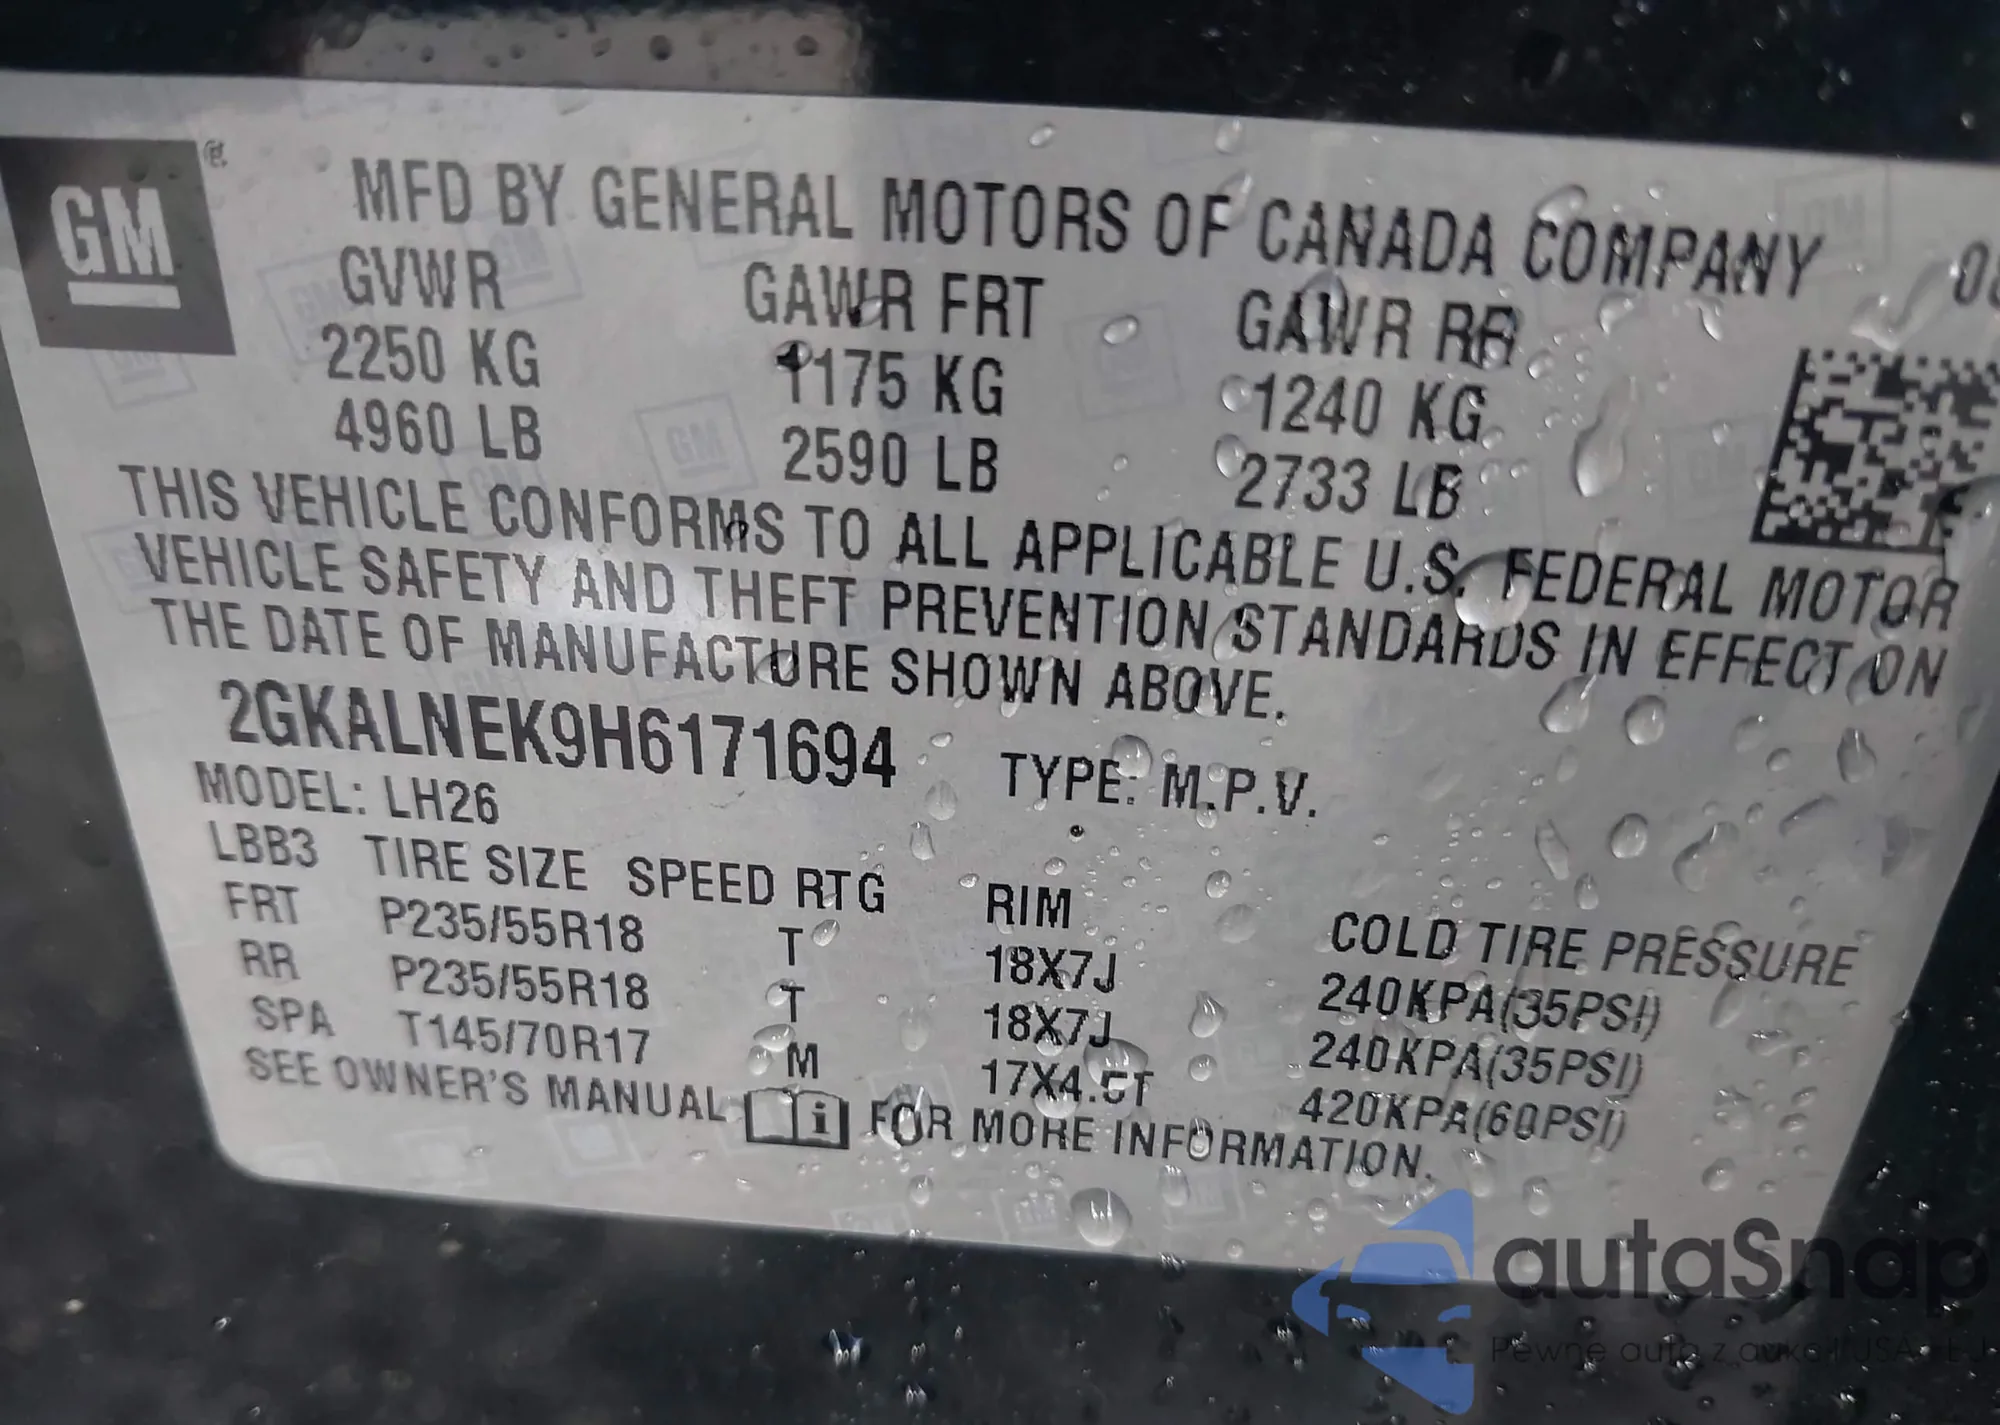 GM
MFD BY GENERAL MOTORS OF CANADA COMPANY
GVWR GAWR FRT GAWR RR
2250 KG 1175 KG 1240 KG
4960 LB 2590 LB 2733 LB
THIS VEHICLE CONFORMS TO ALL APPLICABLE U.S. FEDERAL MOTOR
VEHICLE SAFETY AND THEFT PREVENTION STANDARDS IN EFFECT ON
THE DATE OF MANUFACTURE SHOWN ABOVE.
2GKALNEK9H6171694 TYPE: M.P.V.
MODEL: LH26
LBB3 TIRE SIZE SPEED RTG RIM COLD TIRE PRESSURE
FRT P235/55R18 T 18X7J 240KPA(35PSI)
RR P235/55R18 T 18X7J 240KPA(35PSI)
SPA T145/70R17 M 17X4.5T 420KPA(60PSI)
SEE OWNER'S MANUAL i FOR MORE INFORMATION.
autaSnap
Pewne auto z